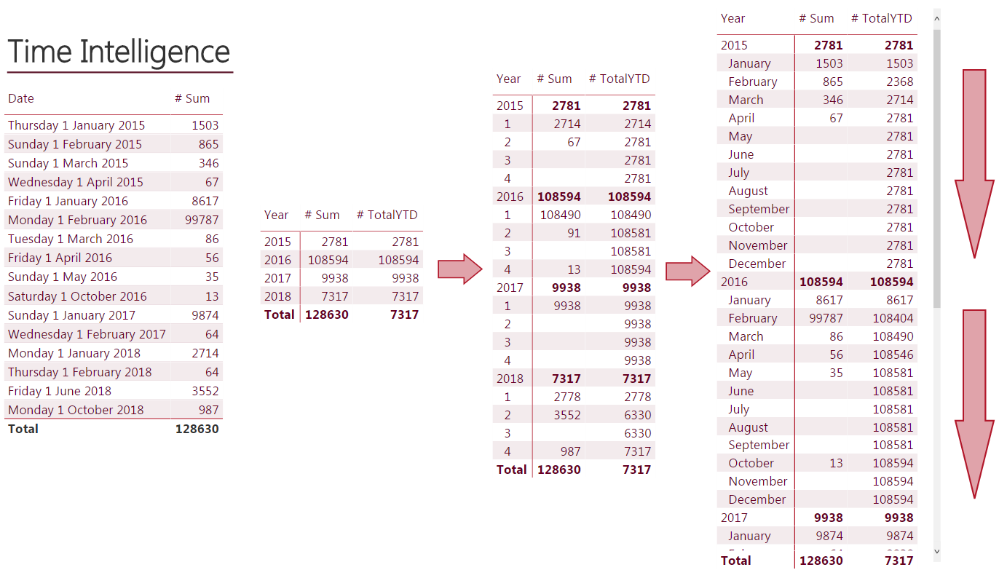 Time Intelligence
Date # Sum
Thursday 1 January 2015 1503
Sunday 1 February 2015 865
Sunday 1 March 2015 346
Wednesday 1 April 2015 67
Friday 1 January 2016 8617
Monday 1 February 2016 99787
Tuesday 1 March 2016 86
Friday 1 April 2016 56
Sunday 1 May 2016 35
Saturday 1 October 2016 13
Sunday 1 January 2017 9874
Wednesday 1 February 2017 64
Monday 1 January 2018 2714
Thursday 1 February 2018 64
Friday 1 June 2018 3552
Monday 1 October 2018 987
Total 128630
Year # Sum # TotalYTD
2015 2781 2781
2016 108594 108594
2017 9938 9938
2018 7317 7317
Total 128630 7317
Year # Sum # TotalYTD
2015 2781 2781
1 2714 2714
2 67 2781
3 2781
4 2781
2016 108594 108594
1 108490 108490
2 91 108581
3 108581
4 13 108594
2017 9938 9938
1 9938 9938
2 9938
3 9938
4 9938
2018 7317 7317
1 2778 2778
2 3552 6330
3 6330
4 987 7317
Total 128630 7317
Year # Sum # TotalYTD
2015 2781 2781
January 1503 1503
February 865 2368
March 346 2714
April 67 2781
May 2781
June 2781
July 2781
August 2781
September 2781
October 2781
November 2781
December 2781
2016 108594 108594
January 8617 8617
February 99787 108404
March 86 108490
April 56 108546
May 35 108581
June 108581
July 108581
August 108581
September 108581
October 13 108594
November 108594
December 108594
2017 9938 9938
January 9874 9874
Total 128630 7317